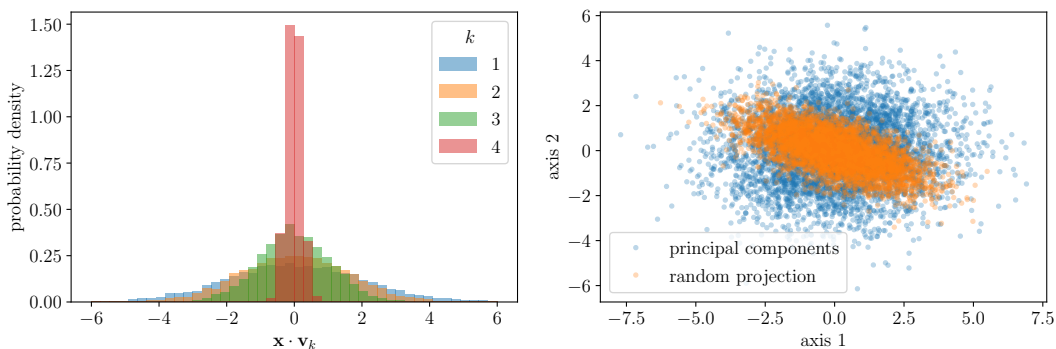 1.50
1.25
1.00
0.75
0.50
0.25
0.00
probability density
−6 −4 −2 0 2 4 6
x · v_k
k
1
2
3
4
6
4
2
0
−2
−4
−6
axis 2
−7.5 −5.0 −2.5 0.0 2.5 5.0 7.5
axis 1
principal components
random projection